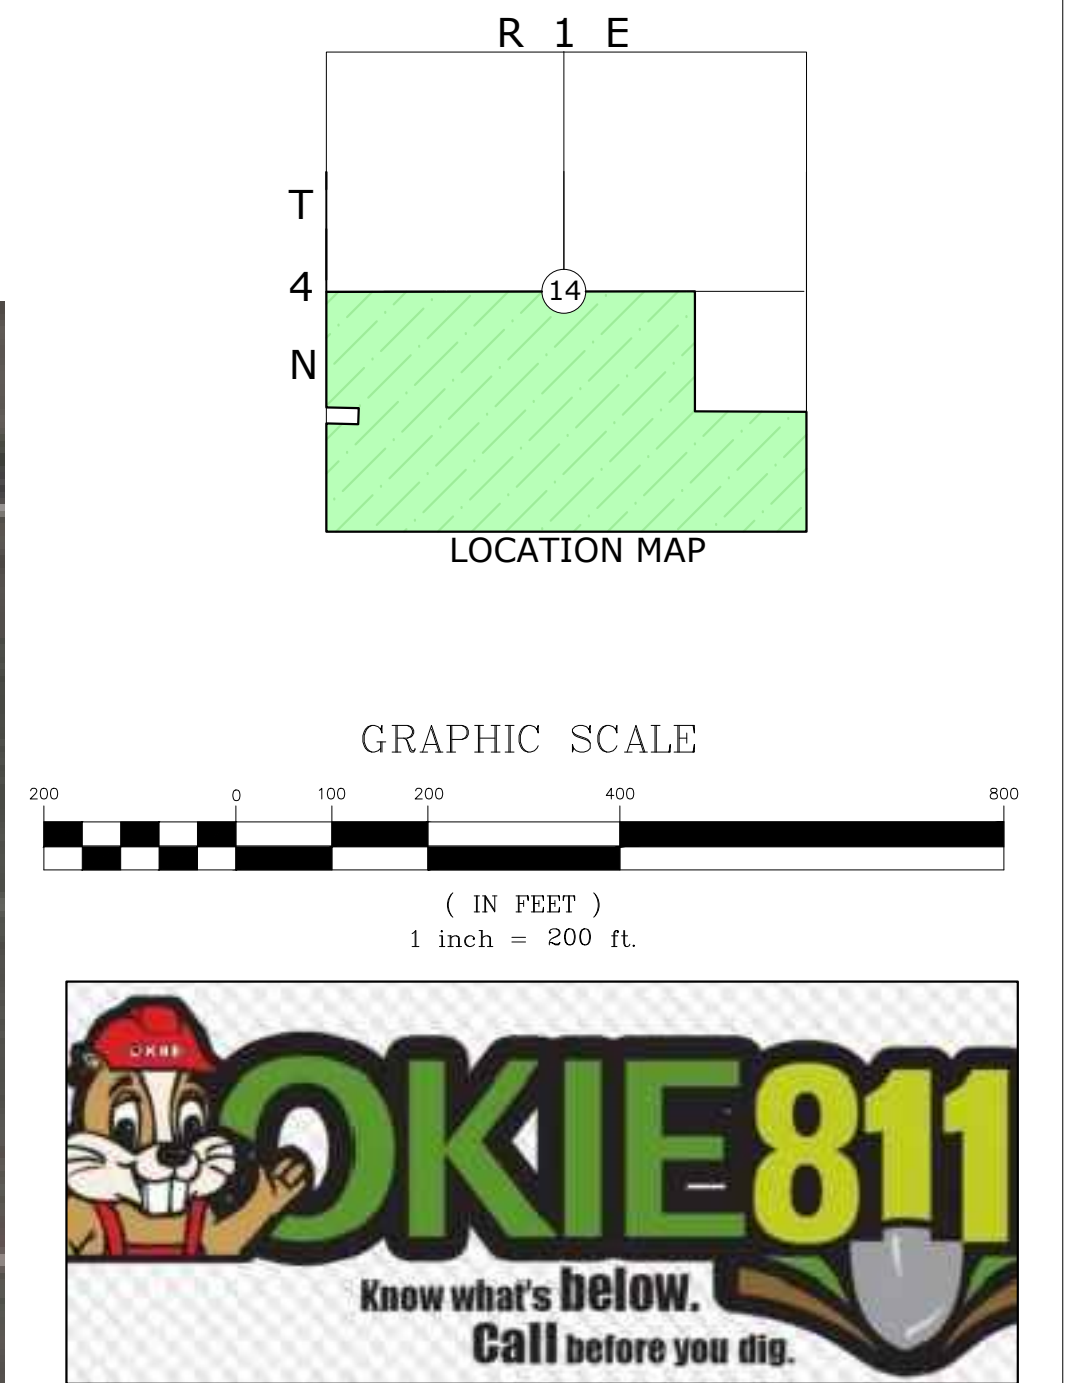 R 1 E
T
4
N
14
LOCATION MAP
GRAPHIC SCALE
200 0 100 200 400 800
( IN FEET )
1 inch = 200 ft.
OKIE
OKIE811
Know what's below.
Call before you dig.